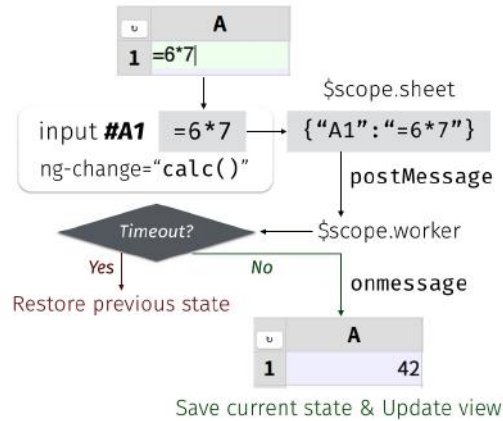 ↻ A
1 =6*7
$scope.sheet
input #A1 =6*7
{“A1”:“=6*7”}
ng-change=“calc()”
postMessage
Timeout?
$scope.worker
Yes
No
onmessage
Restore previous state
↻ A
1 42
Save current state & Update view